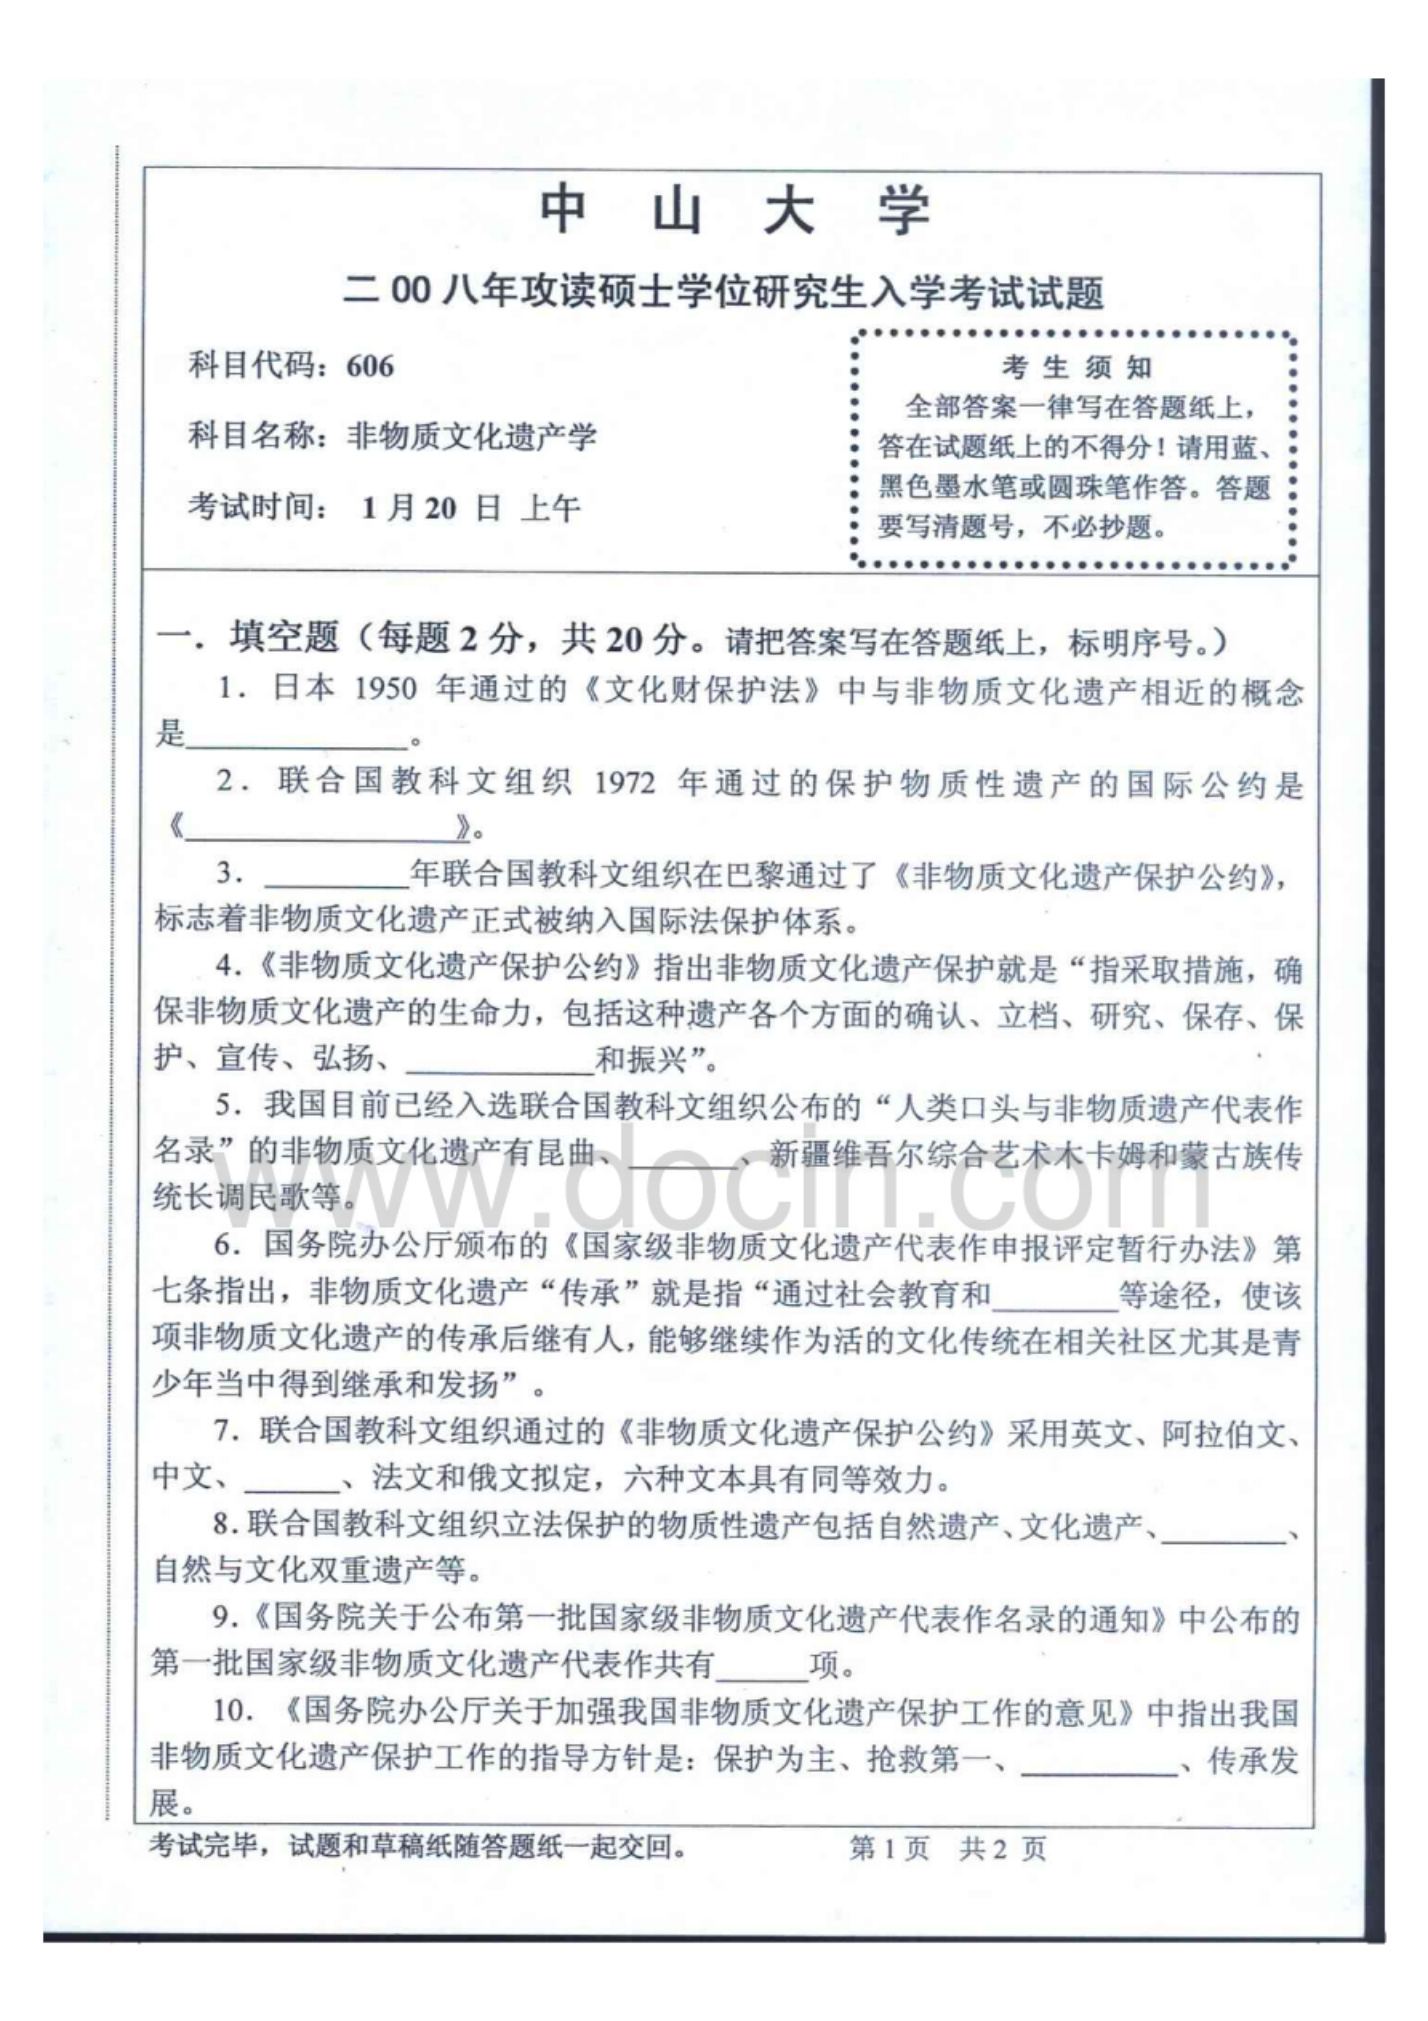 中 山 大 学
二00八年攻读硕士学位研究生入学考试试题
科目代码：606
科目名称：非物质文化遗产学
考试时间： 1月20 日 上午
考 生 须 知
全部答案一律写在答题纸上，
答在试题纸上的不得分！请用蓝、
黑色墨水笔或圆珠笔作答。答题
要写清题号，不必抄题。
一．填空题（每题2分，共20分。请把答案写在答题纸上，标明序号。）
1．日本 1950 年通过的《文化财保护法》中与非物质文化遗产相近的概念
是______________。
2．联合国教科文组织 1972 年通过的保护物质性遗产的国际公约是
《_________________》。
3．_________年联合国教科文组织在巴黎通过了《非物质文化遗产保护公约》，
标志着非物质文化遗产正式被纳入国际法保护体系。
4.《非物质文化遗产保护公约》指出非物质文化遗产保护就是“指采取措施，确
保非物质文化遗产的生命力，包括这种遗产各个方面的确认、立档、研究、保存、保
护、宣传、弘扬、____________和振兴”。
5．我国目前已经入选联合国教科文组织公布的“人类口头与非物质遗产代表作
名录”的非物质文化遗产有昆曲、_______、新疆维吾尔综合艺术木卡姆和蒙古族传
统长调民歌等。
6．国务院办公厅颁布的《国家级非物质文化遗产代表作申报评定暂行办法》第
七条指出，非物质文化遗产“传承”就是指“通过社会教育和________等途径，使该
项非物质文化遗产的传承后继有人，能够继续作为活的文化传统在相关社区尤其是青
少年当中得到继承和发扬”。
7．联合国教科文组织通过的《非物质文化遗产保护公约》采用英文、阿拉伯文、
中文、______、法文和俄文拟定，六种文本具有同等效力。
8.联合国教科文组织立法保护的物质性遗产包括自然遗产、文化遗产、________、
自然与文化双重遗产等。
9.《国务院关于公布第一批国家级非物质文化遗产代表作名录的通知》中公布的
第一批国家级非物质文化遗产代表作共有______项。
10．《国务院办公厅关于加强我国非物质文化遗产保护工作的意见》中指出我国
非物质文化遗产保护工作的指导方针是：保护为主、抢救第一、__________、传承发
展。
考试完毕，试题和草稿纸随答题纸一起交回。 第1页 共2 页
www.docin.com